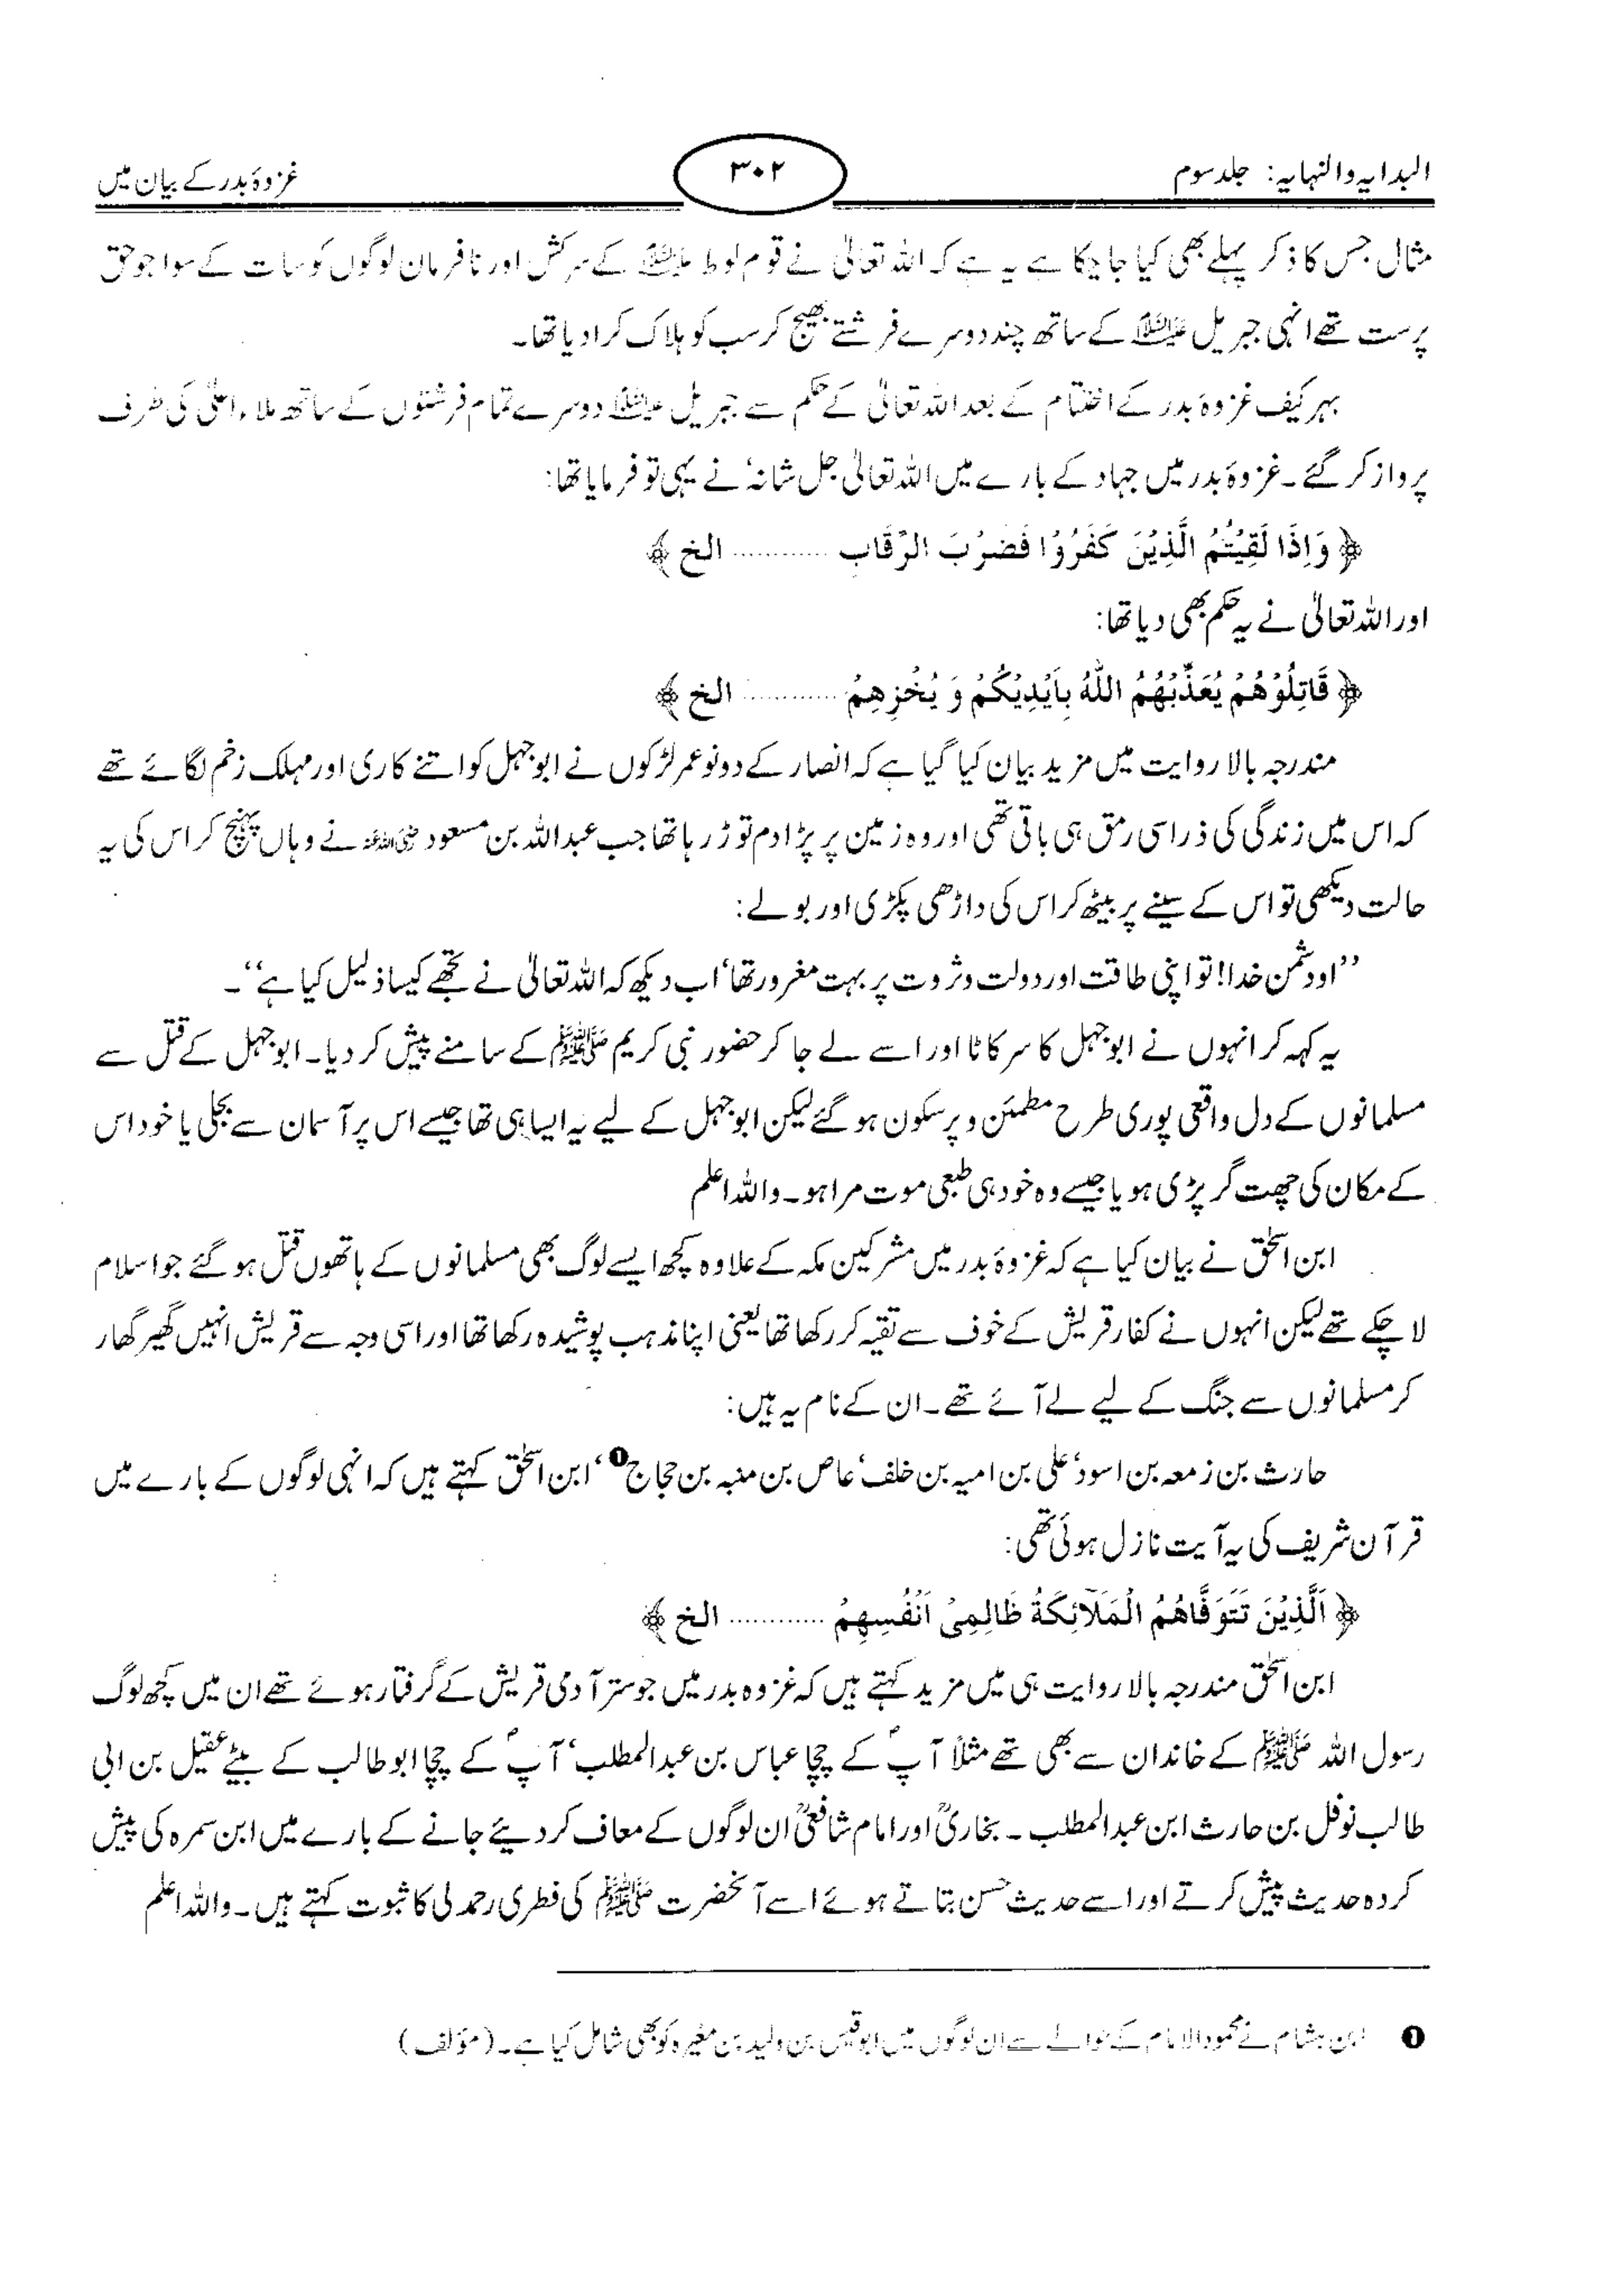 البدایہ والنہایہ: جلد سوم
۳۰۲
غزوۂ بدر کے بیان میں
مثال جس کا ذکر پہلے بھی کیا جا چکا ہے یہ ہے کہ اللہ تعالیٰ نے قوم لوط علیہ السلام کے سرکش اور نافرمان لوگوں کو سات کے سوا جو حق
پرست تھے انہی جبریل علیہ السلام کے ساتھ چند دوسرے فرشتے بھیج کر سب کو ہلاک کرا دیا تھا۔
بہر کیف غزوۂ بدر کے اختتام کے بعد اللہ تعالیٰ کے حکم سے جبریل علیہ السلام دوسرے تمام فرشتوں کے ساتھ ملاء اعلیٰ کی طرف
پرواز کر گئے۔ غزوۂ بدر میں جہاد کے بارے میں اللہ تعالیٰ جل شانہ' نے یہی تو فرمایا تھا:
﴿ وَاِذَا لَقِيْتُمُ الَّذِيْنَ كَفَرُوْا فَضَرْبَ الرِّقَابِ ............ الخ ﴾
اور اللہ تعالیٰ نے یہ حکم بھی دیا تھا:
﴿ قَاتِلُوْهُمْ يُعَذِّبْهُمُ اللّٰهُ بِاَيْدِيْكُمْ وَ يُخْزِهِمْ ............ الخ ﴾
مندرجہ بالا روایت میں مزید بیان کیا گیا ہے کہ انصار کے دو نو عمر لڑکوں نے ابوجہل کو اتنے کاری اور مہلک زخم لگائے تھے
کہ اس میں زندگی کی ذرا سی رمق ہی باقی تھی اور وہ زمین پر پڑا دم توڑ رہا تھا جب عبداللہ بن مسعود رضی اللہ عنہ نے وہاں پہنچ کر اس کی یہ
حالت دیکھی تو اس کے سینے پر بیٹھ کر اس کی داڑھی پکڑی اور بولے:
’’او دشمن خدا! تو اپنی طاقت اور دولت و ثروت پر بہت مغرور تھا‘ اب دیکھ کہ اللہ تعالیٰ نے تجھے کیسا ذلیل کیا ہے‘‘۔
یہ کہہ کر انہوں نے ابوجہل کا سر کاٹا اور اسے لے جا کر حضور نبی کریم ﷺ کے سامنے پیش کر دیا۔ ابوجہل کے قتل سے
مسلمانوں کے دل واقعی پوری طرح مطمئن و پرسکون ہو گئے لیکن ابوجہل کے لیے یہ ایسا ہی تھا جیسے اس پر آسمان سے بجلی یا خود اس
کے مکان کی چھت گر پڑی ہو یا جیسے وہ خود ہی طبعی موت مرا ہو۔ واللہ اعلم
ابن اسحٰق نے بیان کیا ہے کہ غزوۂ بدر میں مشرکین مکہ کے علاوہ کچھ ایسے لوگ بھی مسلمانوں کے ہاتھوں قتل ہو گئے جو اسلام
لا چکے تھے لیکن انہوں نے کفار قریش کے خوف سے تقیہ کر رکھا تھا یعنی اپنا مذہب پوشیدہ رکھا تھا اور اسی وجہ سے قریش انہیں گھیر گھار
کر مسلمانوں سے جنگ کے لیے لے آئے تھے۔ ان کے نام یہ ہیں:
حارث بن زمعہ بن اسود‘ علی بن امیہ بن خلف‘ عاص بن منبہ بن حجاج❶‘ ابن اسحٰق کہتے ہیں کہ انہی لوگوں کے بارے میں
قرآن شریف کی یہ آیت نازل ہوئی تھی:
﴿ اَلَّذِيْنَ تَتَوَفَّاهُمُ الْمَلَآئِكَةُ ظَالِمِىْ اَنْفُسِهِمْ ............ الخ ﴾
ابن اسحٰق مندرجہ بالا روایت ہی میں مزید کہتے ہیں کہ غزوہ بدر میں جو ستر آدمی قریش کے گرفتار ہوئے تھے ان میں کچھ لوگ
رسول اللہ ﷺ کے خاندان سے بھی تھے مثلاً آپؐ کے چچا عباس بن عبدالمطلب‘ آپؐ کے چچا ابوطالب کے بیٹے عقیل بن ابی
طالب نوفل بن حارث ابن عبدالمطلب۔ بخاریؒ اور امام شافعیؒ ان لوگوں کے معاف کر دیئے جانے کے بارے میں ابن سمرہ کی پیش
کردہ حدیث پیش کرتے اور اسے حدیث حسن بتاتے ہوئے اسے آنحضرت ﷺ کی فطری رحمدلی کا ثبوت کہتے ہیں۔ واللہ اعلم
❶ ابن ہشام نے محمود الامام کے حوالے سے ان لوگوں میں ابوقیس بن ولید بن مغیرہ کو بھی شامل کیا ہے۔ (مؤلف)